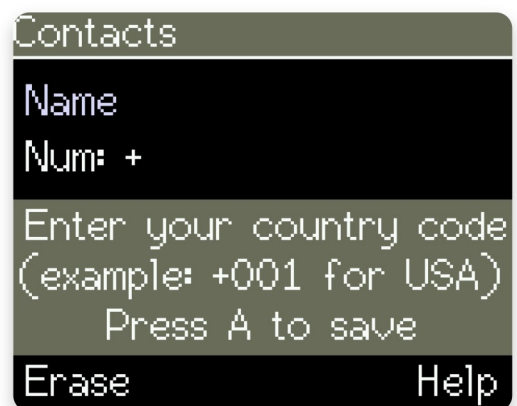 Contacts
Name
Num: +
Enter your country code
(example: +001 for USA)
Press A to save
Erase Help